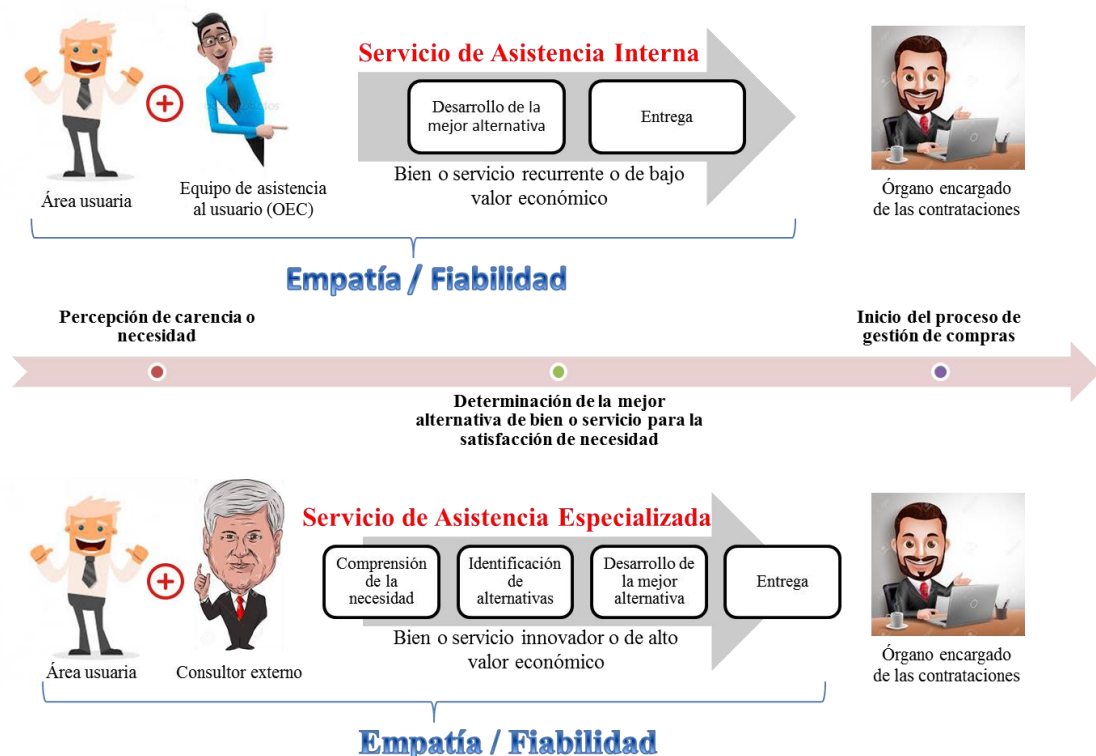 Servicio de Asistencia Interna
Desarrollo de la
mejor alternativa
Entrega
Bien o servicio recurrente o de bajo
valor económico
Área usuaria
Equipo de asistencia
al usuario (OEC)
Órgano encargado
de las contrataciones
Empatía / Fiabilidad
Percepción de carencia o
necesidad
Inicio del proceso de
gestión de compras
Determinación de la mejor
alternativa de bien o servicio para la
satisfacción de necesidad
Servicio de Asistencia Especializada
Comprensión
de la
necesidad
Identificación
de
alternativas
Desarrollo de
la mejor
alternativa
Entrega
Bien o servicio innovador o de alto
valor económico
Área usuaria
Consultor externo
Órgano encargado
de las contrataciones
Empatía / Fiabilidad